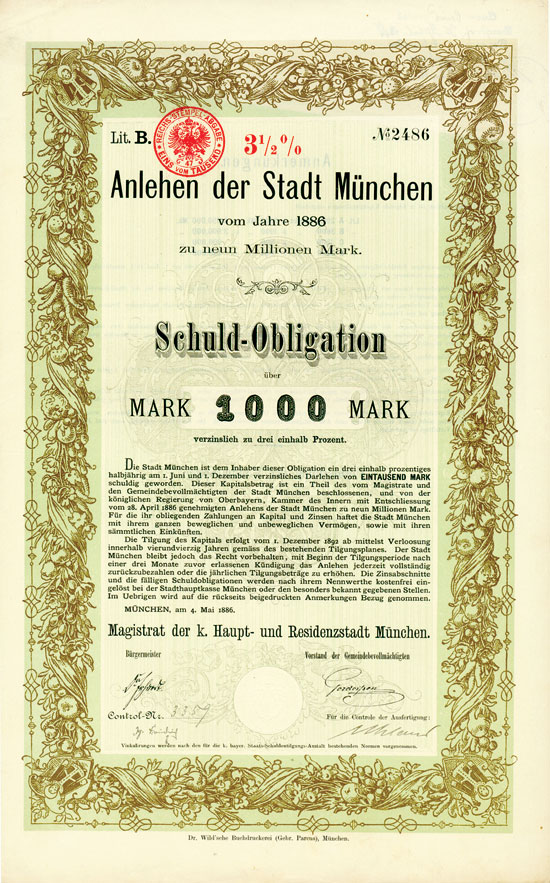 Lit. B.
REICHS-STEMPEL-ABGABE
EINS VOM TAUSEND
3½%
№2486
Anlehen der Stadt München
vom Jahre 1886
zu neun Millionen Mark.
Schuld-Obligation
über
MARK 1000 MARK
verzinslich zu drei einhalb Prozent.
Die Stadt München ist dem Inhaber dieser Obligation ein drei einhalb prozentiges
halbjährig am 1. Juni und 1. Dezember verzinsliches Darlehen von EINTAUSEND MARK
schuldig geworden. Dieser Kapitalsbetrag ist ein Theil des vom Magistrate und
den Gemeindebevollmächtigten der Stadt München beschlossenen, und von der
königlichen Regierung von Oberbayern, Kammer des Innern mit Entschliessung
vom 28. April 1886 genehmigten Anlehens der Stadt München zu neun Millionen Mark.
Für die ihr obliegenden Zahlungen an Kapital und Zinsen haftet die Stadt München
mit ihrem ganzen beweglichen und unbeweglichen Vermögen, sowie mit ihren
sämmtlichen Einkünften.
Die Tilgung des Kapitals erfolgt vom 1. Dezember 1892 ab mittelst Verloosung
innerhalb vierundvierzig Jahren gemäss des bestehenden Tilgungsplanes. Der Stadt
München bleibt jedoch das Recht vorbehalten, mit Beginn der Tilgungsperiode nach
einer drei Monate zuvor erlassenen Kündigung das Anlehen jederzeit vollständig
zurückzubezahlen oder die jährlichen Tilgungsbeträge zu erhöhen. Die Zinsabschnitte
und die fälligen Schuldobligationen werden nach ihrem Nennwerthe kostenfrei ein-
gelöst bei der Stadthauptkasse München oder den besonders bekannt gegebenen Stellen.
Im Uebrigen wird auf die rückseits beigedruckten Anmerkungen Bezug genommen.
MÜNCHEN, am 4. Mai 1886.
Magistrat der k. Haupt- und Residenzstadt München.
Bürgermeister
Vorstand der Gemeindebevollmächtigten
Control-Nr. 3357
Für die Controle der Ausfertigung:
Vinkulirungen werden nach den für die k. bayer. Staats-Schuldentilgungs-Anstalt bestehenden Normen vorgenommen.
Dr. Wild'sche Buchdruckerei (Gebr. Parcus), München.